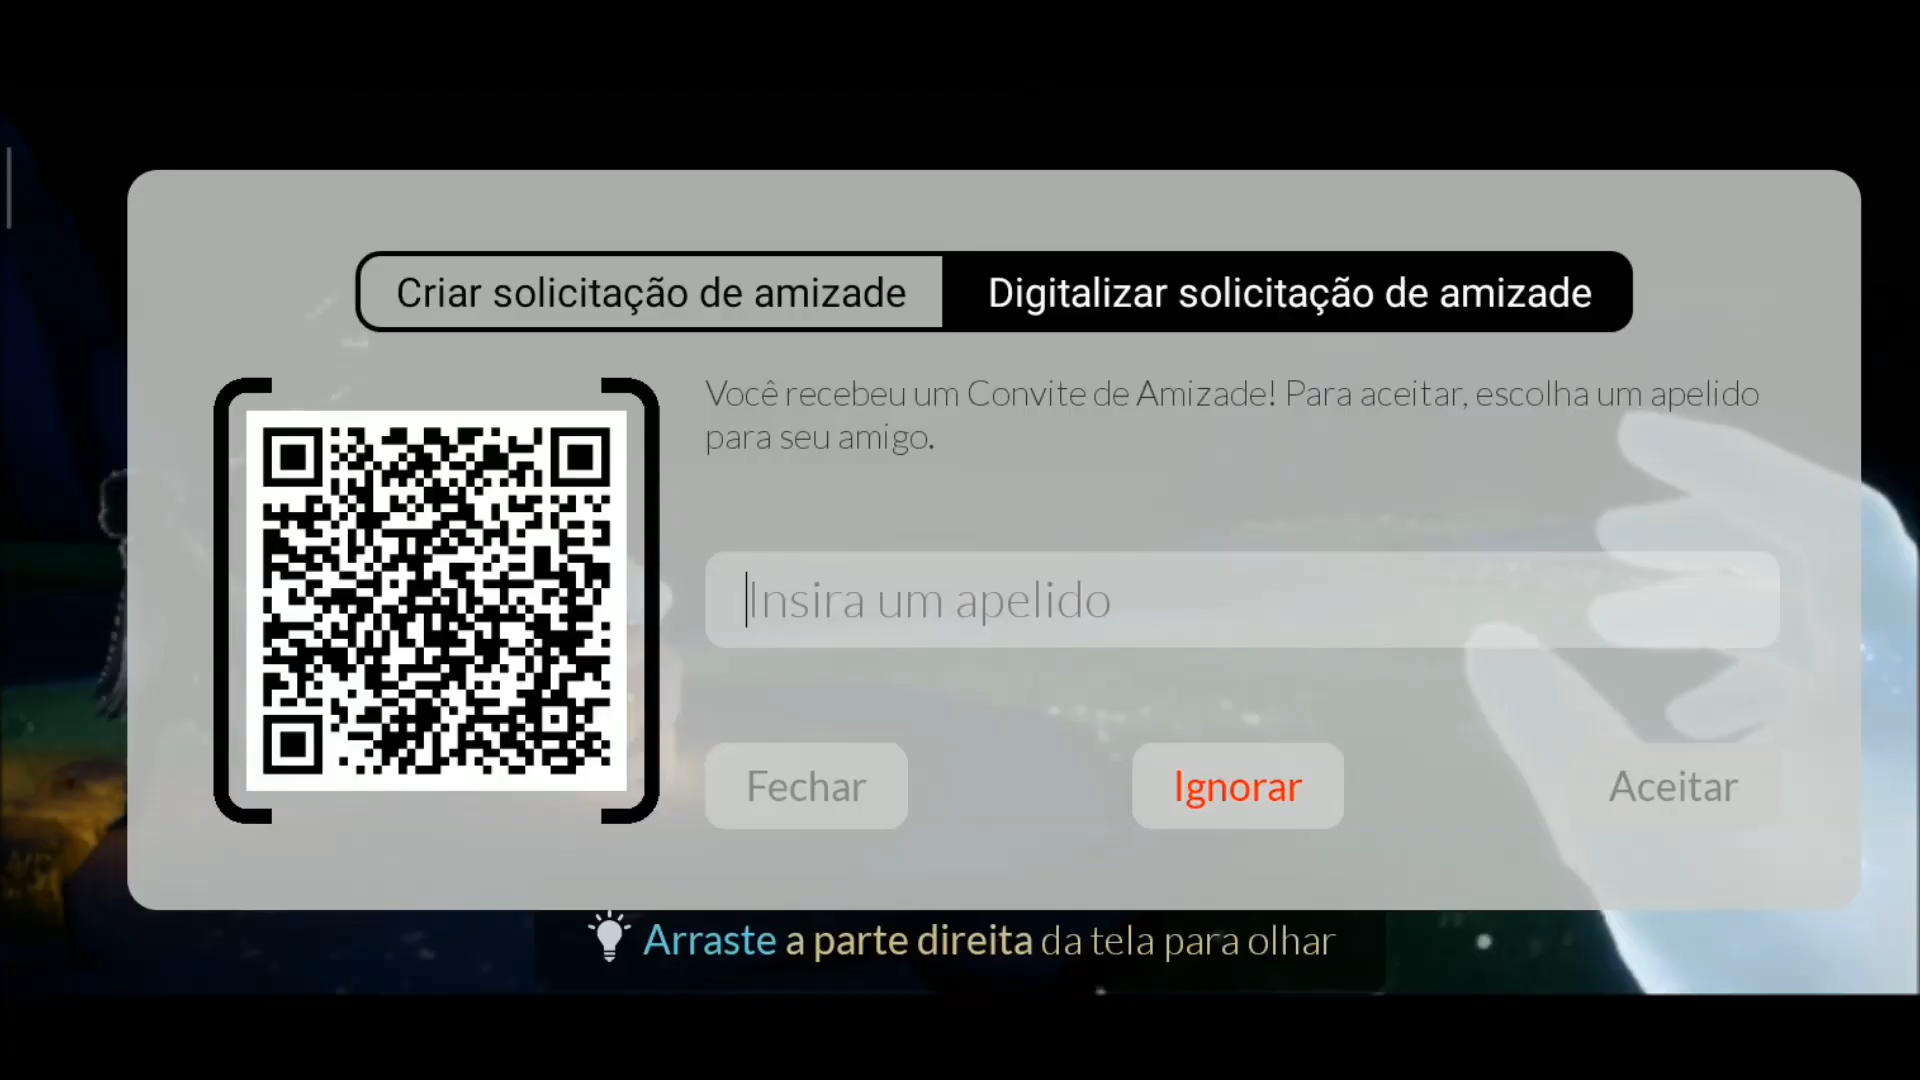 Criar solicitação de amizade
Digitalizar solicitação de amizade
Você recebeu um Convite de Amizade! Para aceitar, escolha um apelido
para seu amigo.
Insira um apelido
Fechar
Ignorar
Aceitar
Arraste a parte direita da tela para olhar